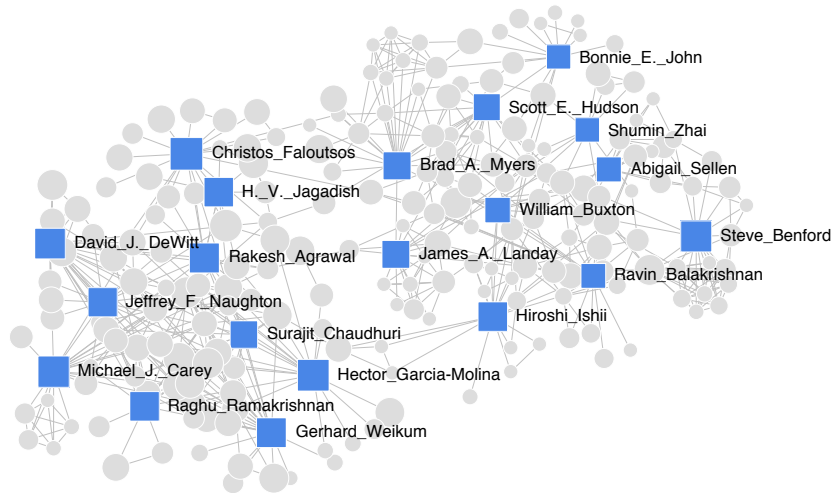 Bonnie_E._John
Scott_E._Hudson
Shumin_Zhai
Christos_Faloutsos
Brad_A._Myers
Abigail_Sellen
H._V._Jagadish
William_Buxton
Steve_Benford
David_J._DeWitt
Rakesh_Agrawal
James_A._Landay
Ravin_Balakrishnan
Jeffrey_F._Naughton
Hiroshi_Ishii
Surajit_Chaudhuri
Michael_J._Carey
Hector_Garcia-Molina
Raghu_Ramakrishnan
Gerhard_Weikum